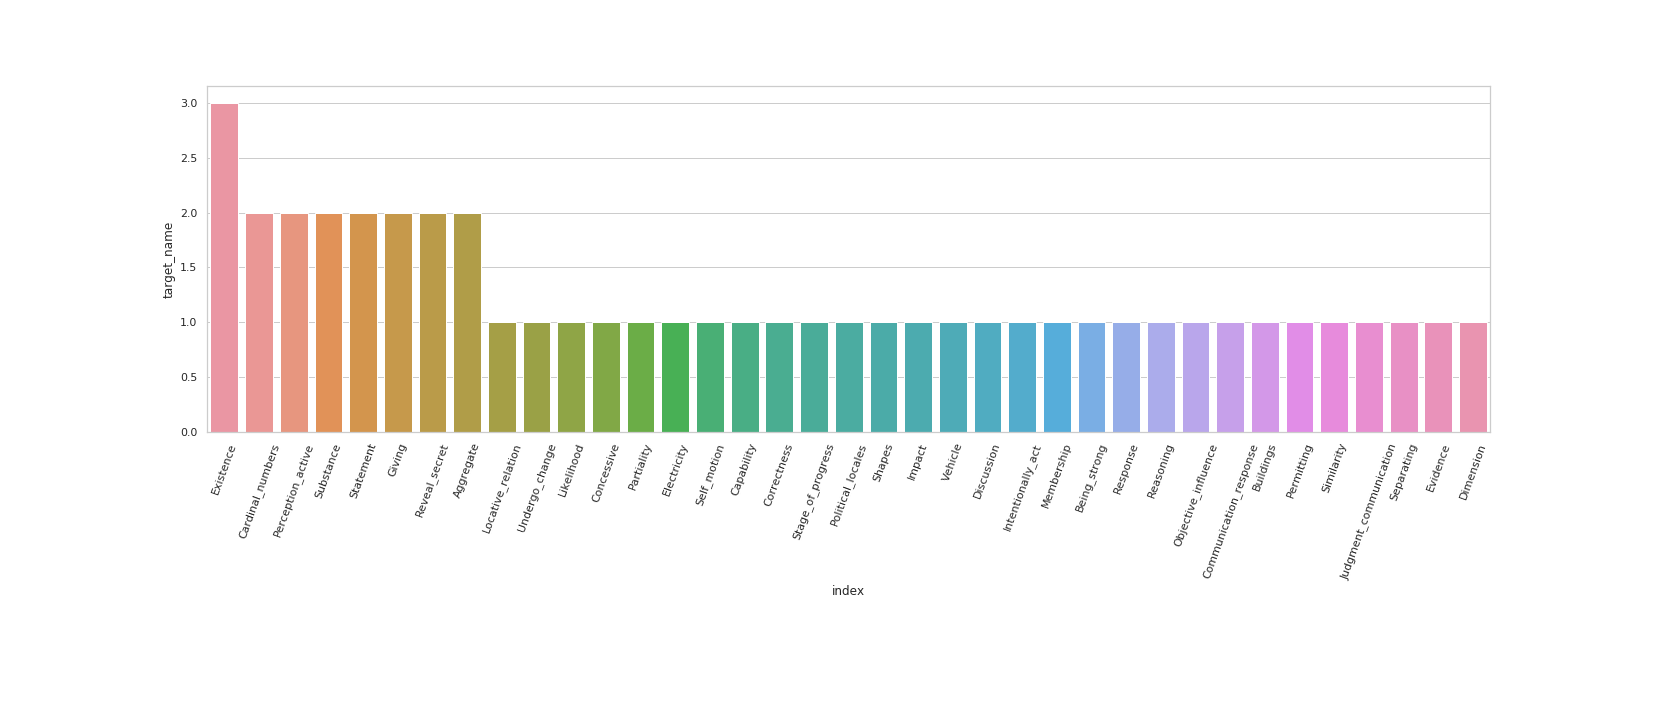 3.0
2.5
2.0
1.5
1.0
0.5
0.0
target_name
Existence
Cardinal_numbers
Perception_active
Substance
Statement
Giving
Reveal_secret
Aggregate
Locative_relation
Undergo_change
Likelihood
Concessive
Partiality
Electricity
Self_motion
Capability
Correctness
Stage_of_progress
Political_locales
Shapes
Impact
Vehicle
Discussion
Intentionally_act
Membership
Being_strong
Response
Reasoning
Objective_influence
Communication_response
Buildings
Permitting
Similarity
Judgment_communication
Separating
Evidence
Dimension
index